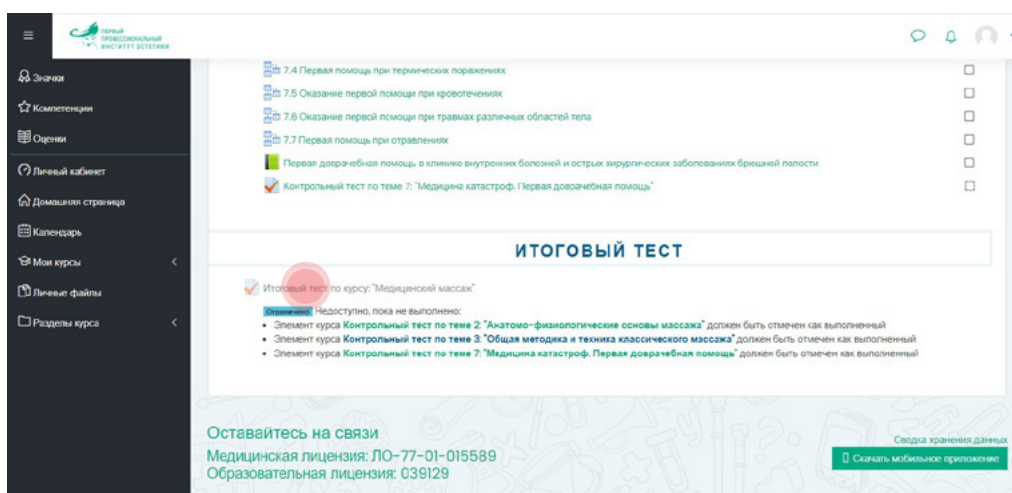 ПЕРВЫЙ
ПРОФЕССИОНАЛЬНЫЙ
ИНСТИТУТ ЭСТЕТИКИ
Значки
Компетенции
Оценки
Личный кабинет
Домашняя страница
Календарь
Мои курсы
Личные файлы
Разделы курса
7.4 Первая помощь при термических поражениях
7.5 Оказание первой помощи при кровотечениях
7.6 Оказание первой помощи при травмах различных областей тела
7.7 Первая помощь при отравлениях
Первая доврачебная помощь в клинике внутренних болезней и острых хирургических заболеваниях брюшной полости
Контрольный тест по теме 7: "Медицина катастроф. Первая доврачебная помощь"
ИТОГОВЫЙ ТЕСТ
Итоговый тест по курсу: "Медицинский массаж"
Ограничено Недоступно, пока не выполнено:
• Элемент курса Контрольный тест по теме 2: "Анатомо-физиологические основы массажа" должен быть отмечен как выполненный
• Элемент курса Контрольный тест по теме 3: "Общая методика и техника классического массажа" должен быть отмечен как выполненный
• Элемент курса Контрольный тест по теме 7: "Медицина катастроф. Первая доврачебная помощь" должен быть отмечен как выполненный
Оставайтесь на связи
Медицинская лицензия: ЛО-77-01-015589
Образовательная лицензия: 039129
Сводка хранения данных
Скачать мобильное приложение